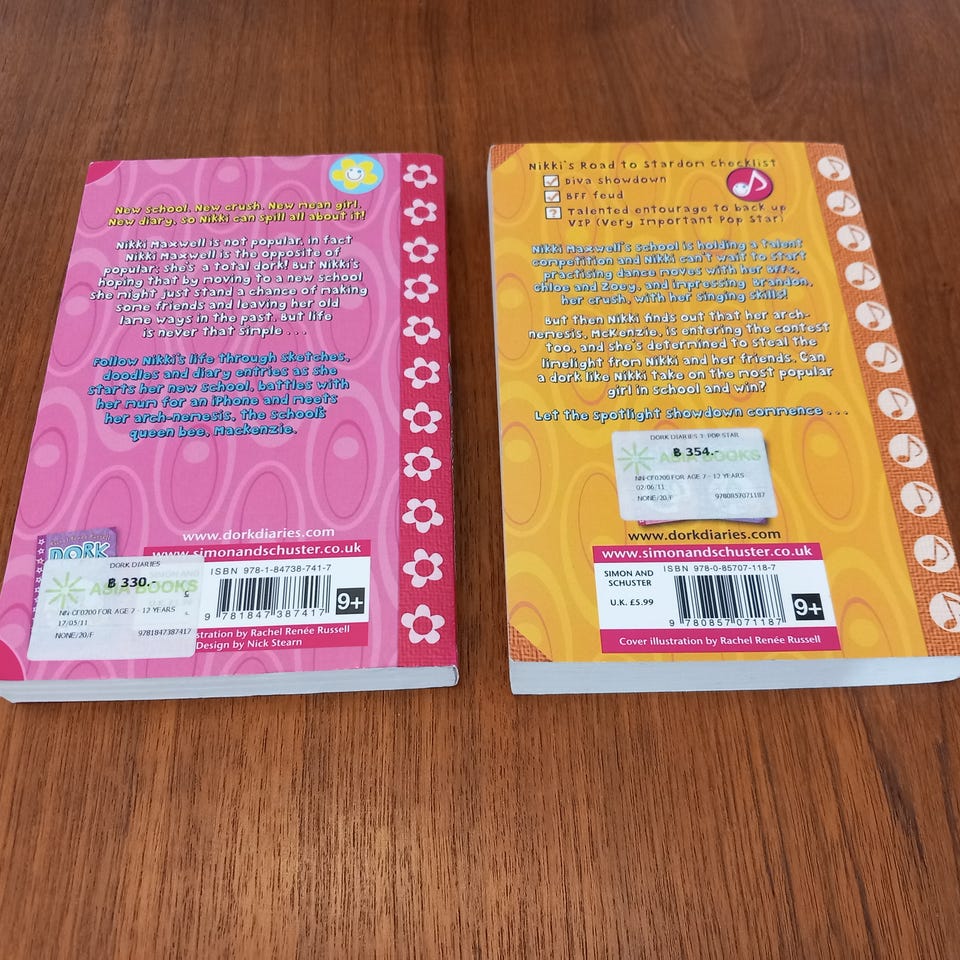 New school. New crush. New mean girl.
New diary, so Nikki can spill all about it!
Nikki Maxwell is not popular, in fact
Nikki Maxwell is the opposite of
popular: she's a total dork! But Nikki's
hoping that by moving to a new school
she might just stand a chance of making
some friends and leaving her old
lame ways in the past. But life
is never that simple . . .
Follow Nikki's life through sketches,
doodles and diary entries as she
starts her new school, battles with
her mum for an iPhone and meets
her arch-nemesis, the school's
queen bee, Mackenzie.
www.dorkdiaries.com
www.simonandschuster.co.uk
DORK
DORK DIARIES
฿ 330.-
ASIA BOOKS
NN-CF0200 FOR AGE 7 - 12 YEARS
17/05/11
NONE/20/F 9781847387417
ISBN 978-1-84738-741-7
9 781847 387417
9+
by Rachel Renée Russell
Design by Nick Stearn
Nikki's Road to Stardom Checklist
Diva showdown
BFF feud
? Talented entourage to back up
VIP (Very Important Pop Star)
Nikki Maxwell's school is holding a talent
competition and Nikki can't wait to start
practising dance moves with her BFFs,
Chloe and Zoey, and impressing Brandon,
her crush, with her singing skills!
But then Nikki finds out that her arch-
nemesis, McKenzie, is entering the contest
too, and she's determined to steal the
limelight from Nikki and her friends. Can
a dork like Nikki take on the most popular
girl in school and win?
Let the spotlight showdown commence . . .
DORK DIARIES 3: POP STAR
฿ 354.-
ASIA BOOKS
NN-CF0200 FOR AGE 7 - 12 YEARS
02/06/11
NONE/20/F 9780857071187
www.dorkdiaries.com
www.simonandschuster.co.uk
SIMON AND
SCHUSTER
U.K. £5.99
ISBN 978-0-85707-118-7
9 780857 071187
9+
Cover illustration by Rachel Renée Russell